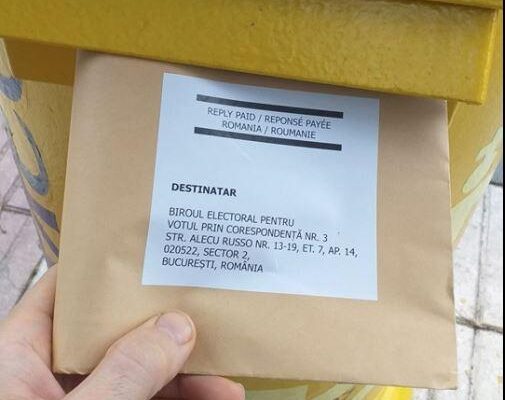 REPLY PAID / REPONSÉ PAYÉE
ROMANIA / ROUMANIE
DESTINATAR
BIROUL ELECTORAL PENTRU
VOTUL PRIN CORESPONDENȚĂ NR. 3
STR. ALECU RUSSO NR. 13-19, ET. 7, AP. 14,
020522, SECTOR 2,
BUCUREȘTI, ROMÂNIA